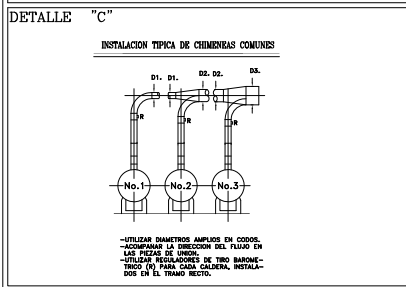 DETALLE "C"
INSTALACION TIPICA DE CHIMENEAS COMUNES
D1. D1. D2. D2. D3.
R R R
No.1 No.2 No.3
-UTILIZAR DIAMETROS AMPLIOS EN CODOS.
-ACOMPANAR LA DIRECCION DEL FLUJO EN
LAS PIEZAS DE UNION.
-UTILIZAR REGULADORES DE TIRO BAROME-
TRICO (R) PARA CADA CALDERA, INSTALA-
DOS EN EL TRAMO RECTO.